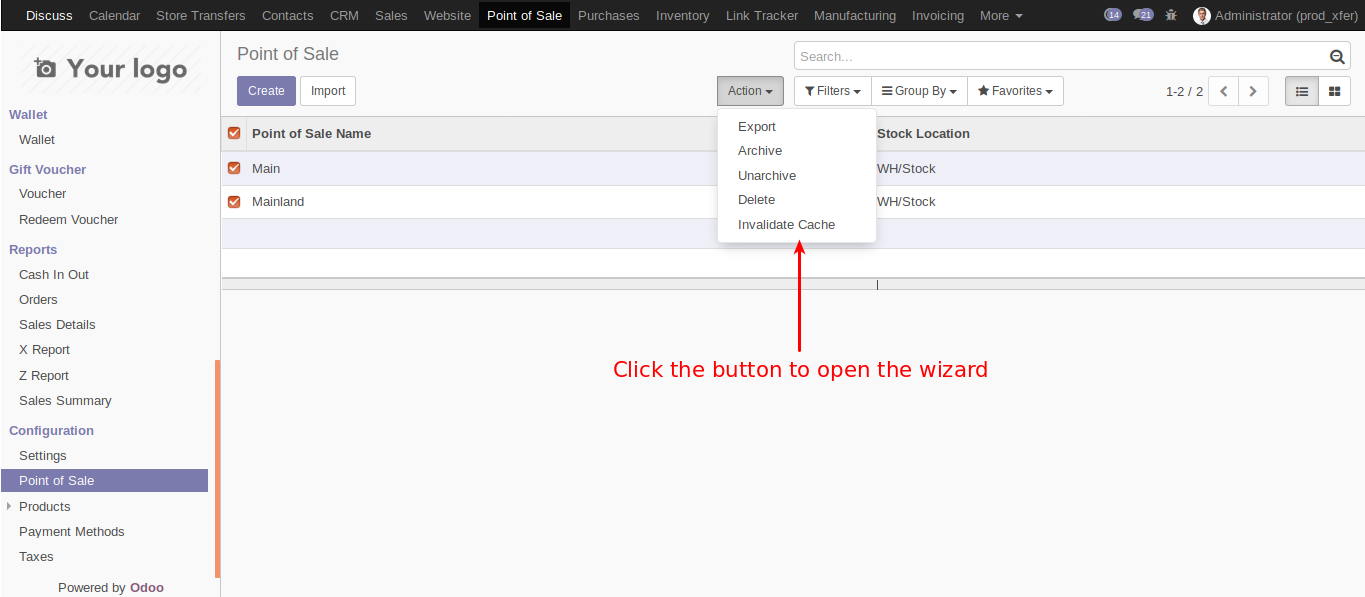 Discuss Calendar Store Transfers Contacts CRM Sales Website Point of Sale Purchases Inventory Link Tracker Manufacturing Invoicing More 14 21 Administrator (prod_xfer)
Your logo
Wallet
Wallet
Gift Voucher
Voucher
Redeem Voucher
Reports
Cash In Out
Orders
Sales Details
X Report
Z Report
Sales Summary
Configuration
Settings
Point of Sale
Products
Payment Methods
Taxes
Powered by Odoo
Point of Sale
Search...
Create Import Action Filters Group By Favorites 1-2 / 2
Export
Archive
Unarchive
Delete
Invalidate Cache
Point of Sale Name Stock Location
Main WH/Stock
Mainland WH/Stock
Click the button to open the wizard